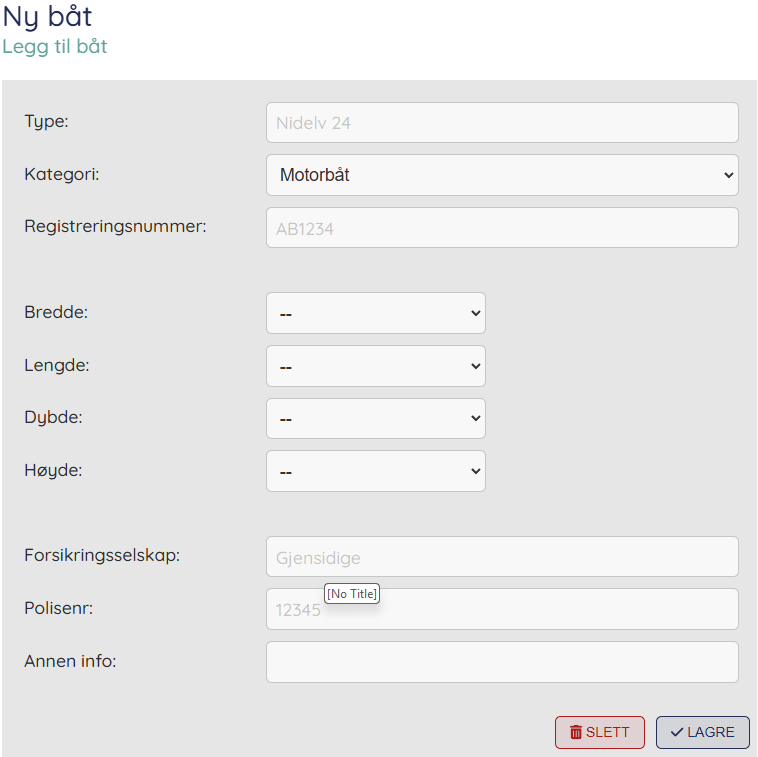 Ny båt
Legg til båt
Type: Nidelv 24
Kategori: Motorbåt
Registreringsnummer: AB1234
Bredde: --
Lengde: --
Dybde: --
Høyde: --
Forsikringsselskap: Gjensidige
[No Title]
Polisenr: 12345
Annen info:
SLETT LAGRE